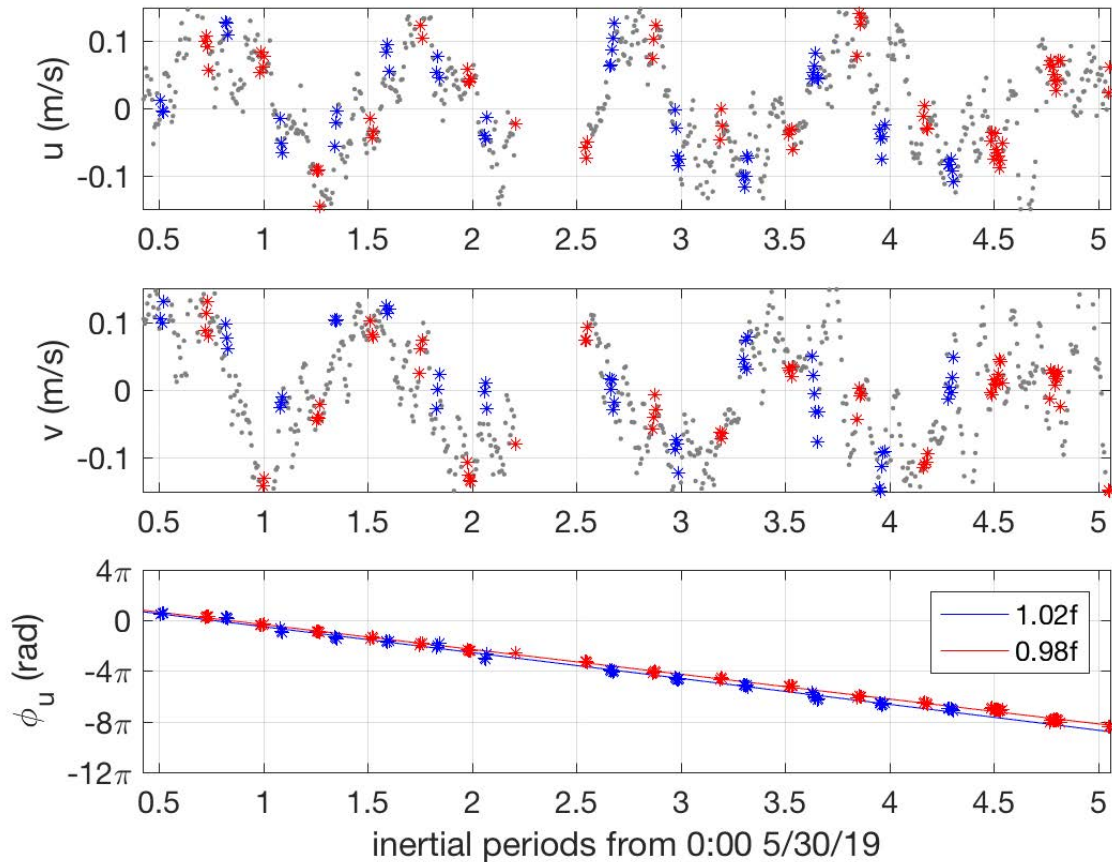 0.1
0
-0.1
u (m/s)
0.5 1 1.5 2 2.5 3 3.5 4 4.5 5
0.1
0
-0.1
v (m/s)
0.5 1 1.5 2 2.5 3 3.5 4 4.5 5
4π
0
-4π
-8π
-12π
ϕu (rad)
1.02f
0.98f
0.5 1 1.5 2 2.5 3 3.5 4 4.5 5
inertial periods from 0:00 5/30/19